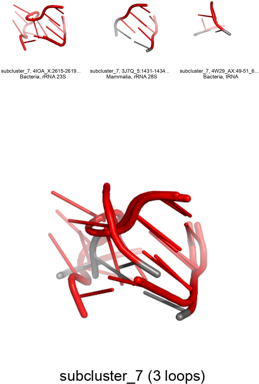 subcluster_7, 4IOA_X:2615-2619...
Bacteria, rRNA 23S
subcluster_7, 3J7Q_5:1431-1434...
Mammalia, rRNA 28S
subcluster_7, 4W29_AX:49-51_6...
Bacteria, tRNA
subcluster_7 (3 loops)